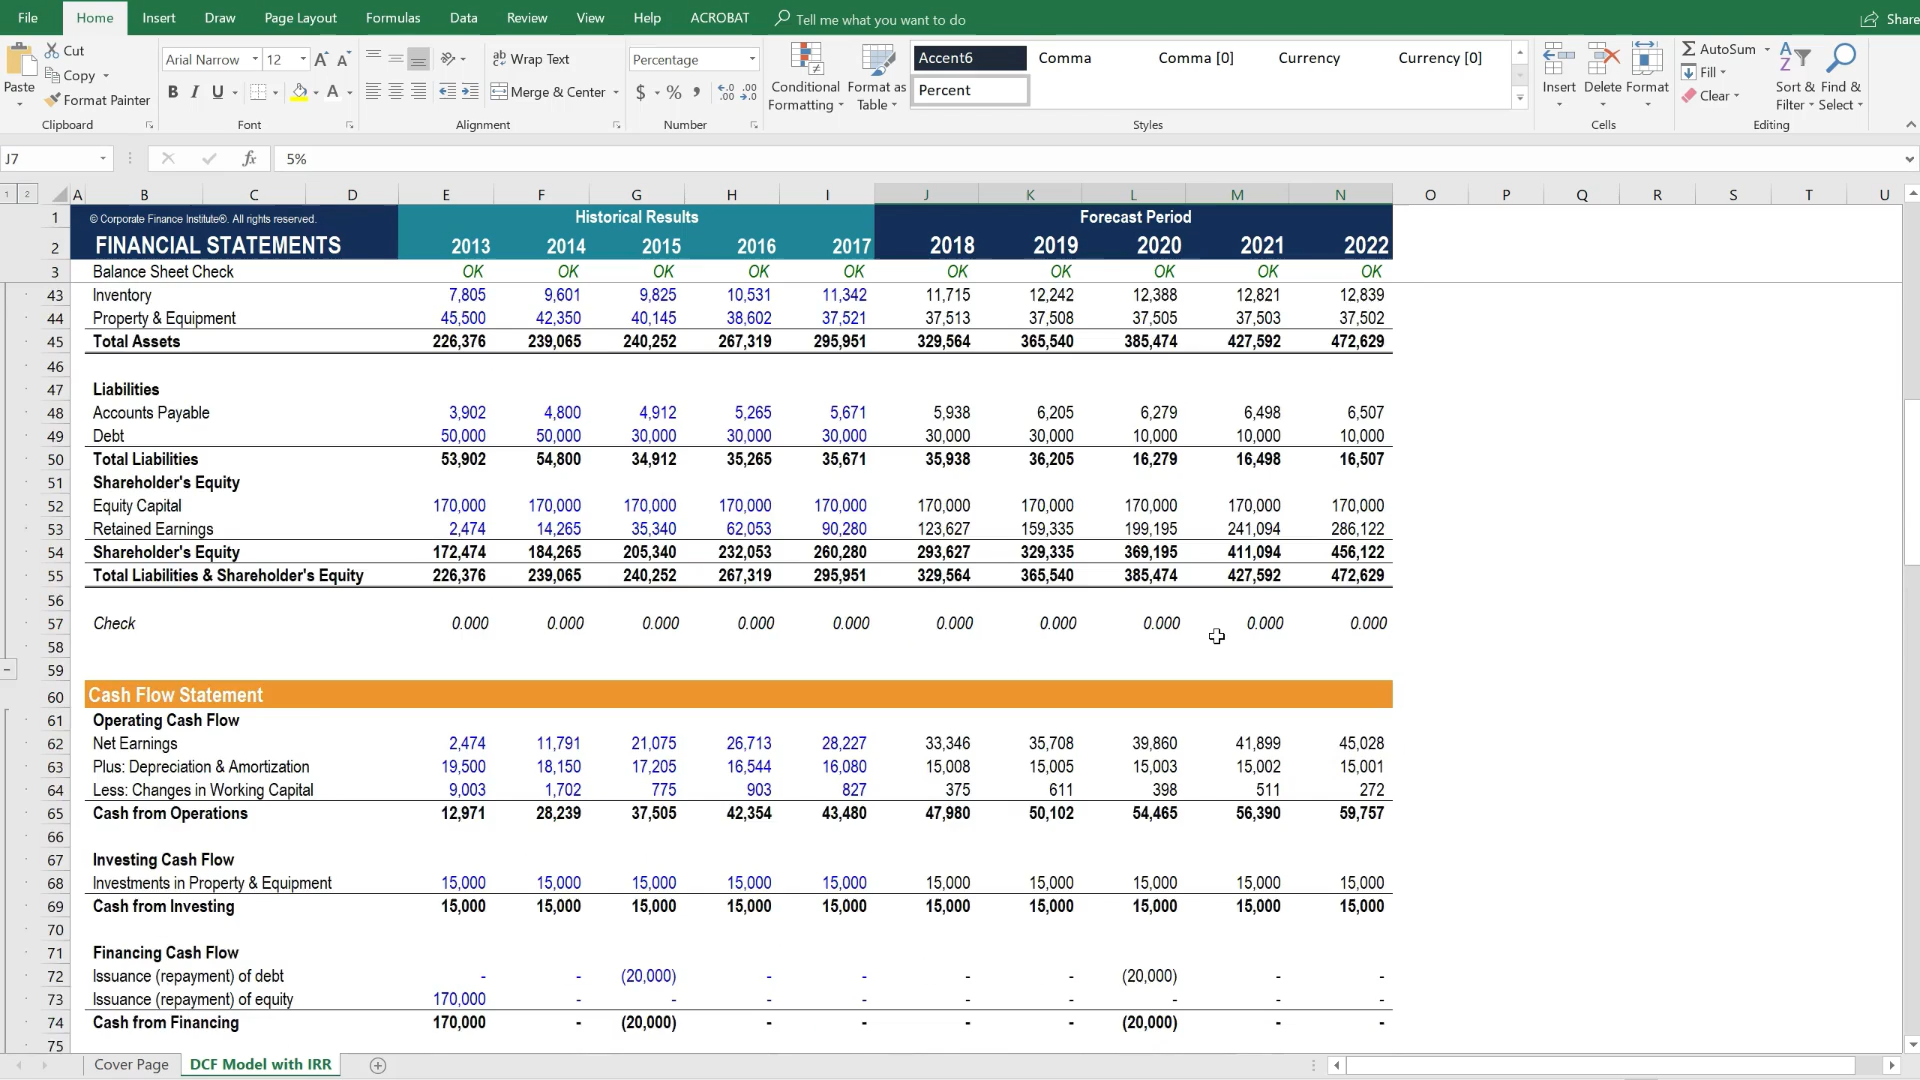 File Home Insert Draw Page Layout Formulas Data Review View Help ACROBAT Tell me what you want to do Share
Paste Cut Copy Format Painter Clipboard
Arial Narrow 12 A A B I U A Font
Wrap Text Merge & Center Alignment
Percentage $ % , Number
Conditional Formatting Format as Table
Accent6 Comma Comma [0] Currency Currency [0]
Percent
Styles
Insert Delete Format Cells
AutoSum Fill Clear Sort & Filter Find & Select Editing
J7 fx 5%
1 2 A B C D E F G H I J K L M N O P Q R S T U
1 © Corporate Finance Institute®. All rights reserved. Historical Results Forecast Period
2 FINANCIAL STATEMENTS 2013 2014 2015 2016 2017 2018 2019 2020 2021 2022
3 Balance Sheet Check OK OK OK OK OK OK OK OK OK OK
43 Inventory 7,805 9,601 9,825 10,531 11,342 11,715 12,242 12,388 12,821 12,839
44 Property & Equipment 45,500 42,350 40,145 38,602 37,521 37,513 37,508 37,505 37,503 37,502
45 Total Assets 226,376 239,065 240,252 267,319 295,951 329,564 365,540 385,474 427,592 472,629
46
47 Liabilities
48 Accounts Payable 3,902 4,800 4,912 5,265 5,671 5,938 6,205 6,279 6,498 6,507
49 Debt 50,000 50,000 30,000 30,000 30,000 30,000 30,000 10,000 10,000 10,000
50 Total Liabilities 53,902 54,800 34,912 35,265 35,671 35,938 36,205 16,279 16,498 16,507
51 Shareholder's Equity
52 Equity Capital 170,000 170,000 170,000 170,000 170,000 170,000 170,000 170,000 170,000 170,000
53 Retained Earnings 2,474 14,265 35,340 62,053 90,280 123,627 159,335 199,195 241,094 286,122
54 Shareholder's Equity 172,474 184,265 205,340 232,053 260,280 293,627 329,335 369,195 411,094 456,122
55 Total Liabilities & Shareholder's Equity 226,376 239,065 240,252 267,319 295,951 329,564 365,540 385,474 427,592 472,629
56
57 Check 0.000 0.000 0.000 0.000 0.000 0.000 0.000 0.000 0.000 0.000
58
59
60 Cash Flow Statement
61 Operating Cash Flow
62 Net Earnings 2,474 11,791 21,075 26,713 28,227 33,346 35,708 39,860 41,899 45,028
63 Plus: Depreciation & Amortization 19,500 18,150 17,205 16,544 16,080 15,008 15,005 15,003 15,002 15,001
64 Less: Changes in Working Capital 9,003 1,702 775 903 827 375 611 398 511 272
65 Cash from Operations 12,971 28,239 37,505 42,354 43,480 47,980 50,102 54,465 56,390 59,757
66
67 Investing Cash Flow
68 Investments in Property & Equipment 15,000 15,000 15,000 15,000 15,000 15,000 15,000 15,000 15,000 15,000
69 Cash from Investing 15,000 15,000 15,000 15,000 15,000 15,000 15,000 15,000 15,000 15,000
70
71 Financing Cash Flow
72 Issuance (repayment) of debt - - (20,000) - - - - (20,000) - -
73 Issuance (repayment) of equity 170,000 - - - - - - - - -
74 Cash from Financing 170,000 - (20,000) - - - - (20,000) - -
75
Cover Page DCF Model with IRR